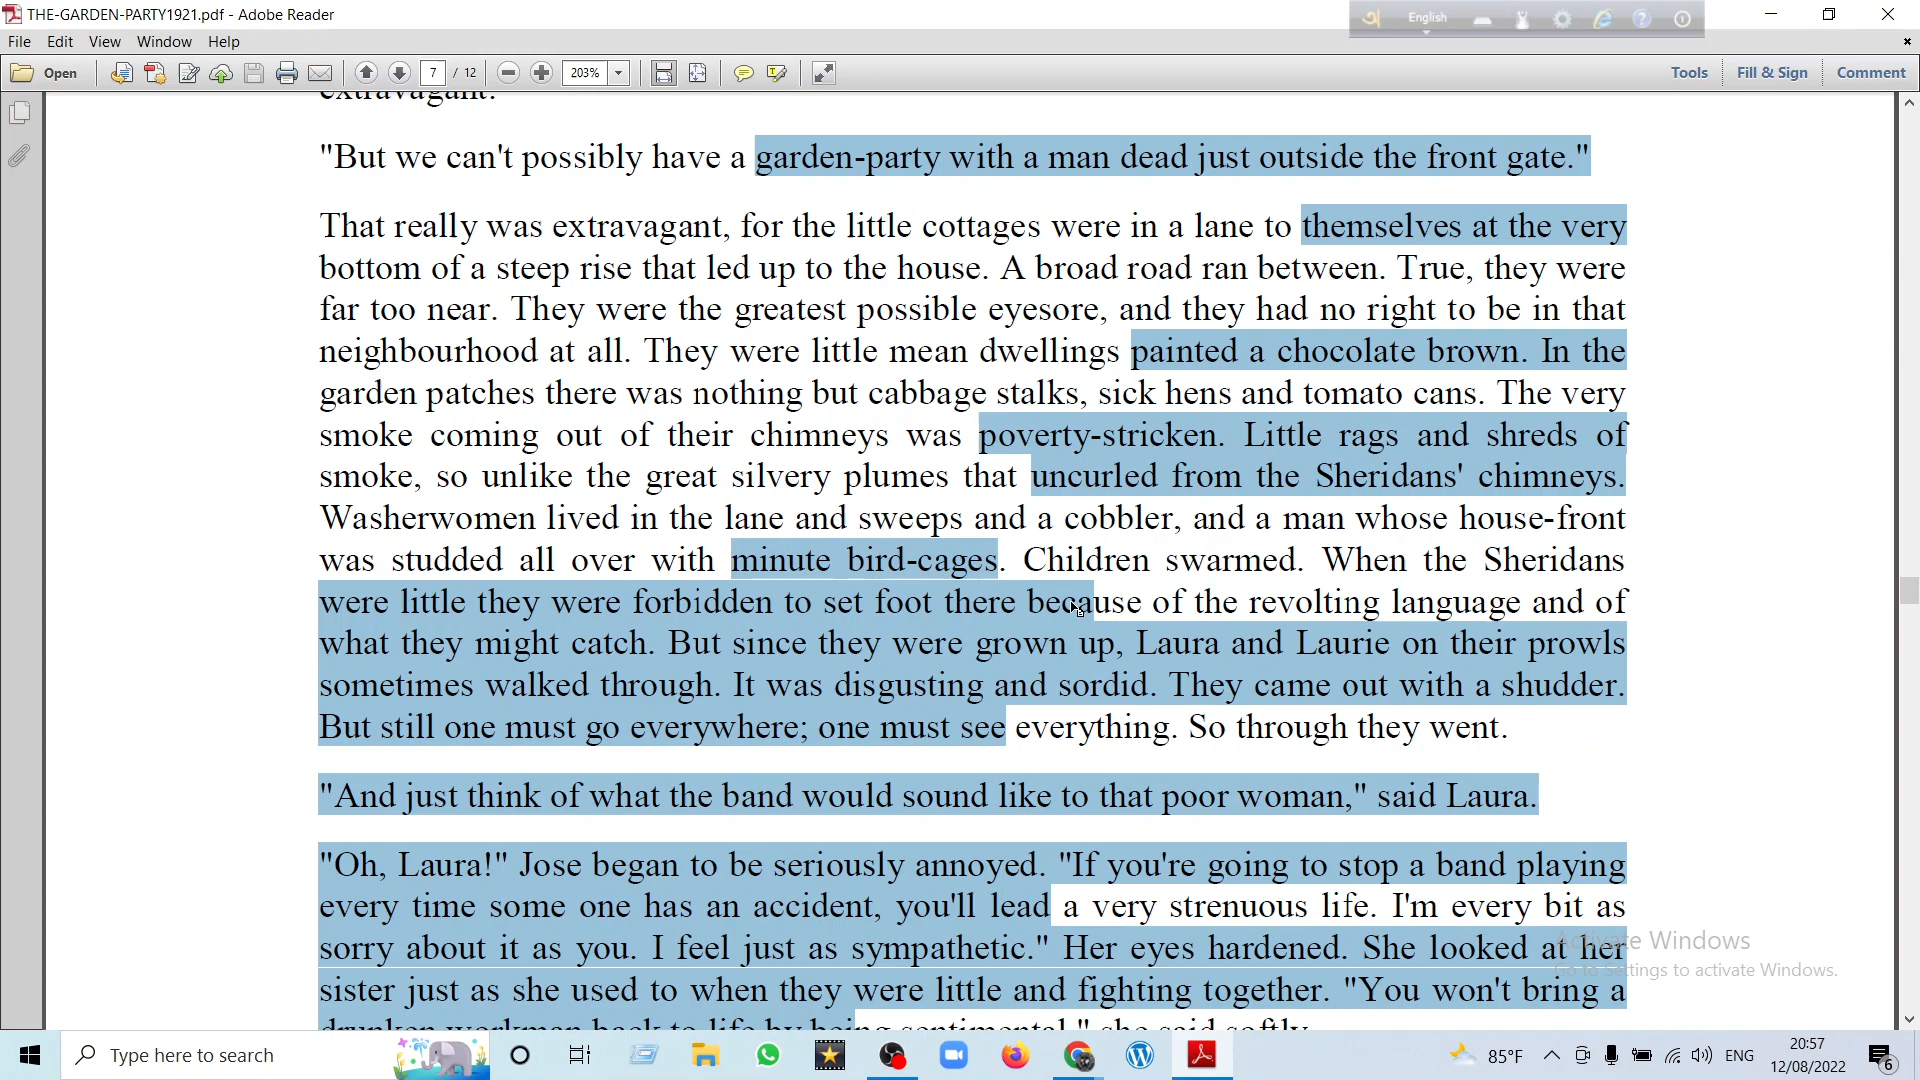 THE-GARDEN-PARTY1921.pdf - Adobe Reader
English
File Edit View Window Help
Open 7 / 12 203% Tools Fill & Sign Comment
extravagant.
"But we can't possibly have a garden-party with a man dead just outside the front gate."
That really was extravagant, for the little cottages were in a lane to themselves at the very
bottom of a steep rise that led up to the house. A broad road ran between. True, they were
far too near. They were the greatest possible eyesore, and they had no right to be in that
neighbourhood at all. They were little mean dwellings painted a chocolate brown. In the
garden patches there was nothing but cabbage stalks, sick hens and tomato cans. The very
smoke coming out of their chimneys was poverty-stricken. Little rags and shreds of
smoke, so unlike the great silvery plumes that uncurled from the Sheridans' chimneys.
Washerwomen lived in the lane and sweeps and a cobbler, and a man whose house-front
was studded all over with minute bird-cages. Children swarmed. When the Sheridans
were little they were forbidden to set foot there because of the revolting language and of
what they might catch. But since they were grown up, Laura and Laurie on their prowls
sometimes walked through. It was disgusting and sordid. They came out with a shudder.
But still one must go everywhere; one must see everything. So through they went.
"And just think of what the band would sound like to that poor woman," said Laura.
"Oh, Laura!" Jose began to be seriously annoyed. "If you're going to stop a band playing
every time some one has an accident, you'll lead a very strenuous life. I'm every bit as
sorry about it as you. I feel just as sympathetic." Her eyes hardened. She looked at her
sister just as she used to when they were little and fighting together. "You won't bring a
drunken workman back to life by being sentimental," she said softly.
Activate Windows
Go to Settings to activate Windows.
Type here to search
85°F ENG
20:57
12/08/2022
6